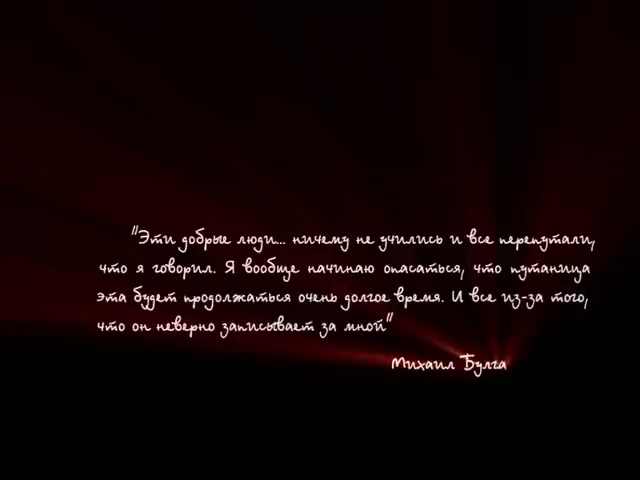 "Эти добрые люди... ничему не учились и все перепутали,
что я говорил. Я вообще начинаю опасаться, что путаница
эта будет продолжаться очень долгое время. И все из-за того,
что он неверно записывает за мной"
Михаил Булга